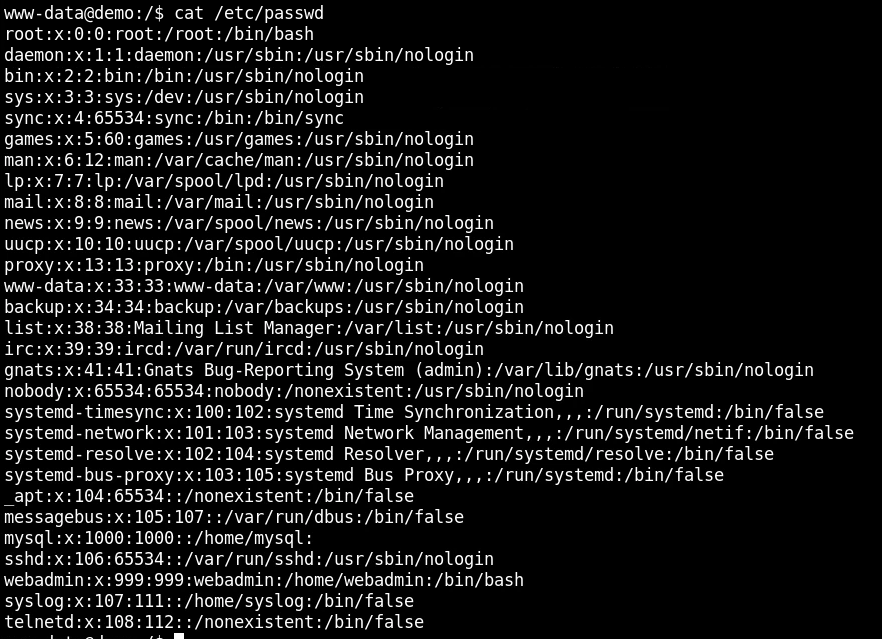 www-data@demo:/$ cat /etc/passwd
root:x:0:0:root:/root:/bin/bash
daemon:x:1:1:daemon:/usr/sbin:/usr/sbin/nologin
bin:x:2:2:bin:/bin:/usr/sbin/nologin
sys:x:3:3:sys:/dev:/usr/sbin/nologin
sync:x:4:65534:sync:/bin:/bin/sync
games:x:5:60:games:/usr/games:/usr/sbin/nologin
man:x:6:12:man:/var/cache/man:/usr/sbin/nologin
lp:x:7:7:lp:/var/spool/lpd:/usr/sbin/nologin
mail:x:8:8:mail:/var/mail:/usr/sbin/nologin
news:x:9:9:news:/var/spool/news:/usr/sbin/nologin
uucp:x:10:10:uucp:/var/spool/uucp:/usr/sbin/nologin
proxy:x:13:13:proxy:/bin:/usr/sbin/nologin
www-data:x:33:33:www-data:/var/www:/usr/sbin/nologin
backup:x:34:34:backup:/var/backups:/usr/sbin/nologin
list:x:38:38:Mailing List Manager:/var/list:/usr/sbin/nologin
irc:x:39:39:ircd:/var/run/ircd:/usr/sbin/nologin
gnats:x:41:41:Gnats Bug-Reporting System (admin):/var/lib/gnats:/usr/sbin/nologin
nobody:x:65534:65534:nobody:/nonexistent:/usr/sbin/nologin
systemd-timesync:x:100:102:systemd Time Synchronization,,,:/run/systemd:/bin/false
systemd-network:x:101:103:systemd Network Management,,,:/run/systemd/netif:/bin/false
systemd-resolve:x:102:104:systemd Resolver,,,:/run/systemd/resolve:/bin/false
systemd-bus-proxy:x:103:105:systemd Bus Proxy,,,:/run/systemd:/bin/false
_apt:x:104:65534::/nonexistent:/bin/false
messagebus:x:105:107::/var/run/dbus:/bin/false
mysql:x:1000:1000::/home/mysql:
sshd:x:106:65534::/var/run/sshd:/usr/sbin/nologin
webadmin:x:999:999:webadmin:/home/webadmin:/bin/bash
syslog:x:107:111::/home/syslog:/bin/false
telnetd:x:108:112::/nonexistent:/bin/false
www-data@demo:/$